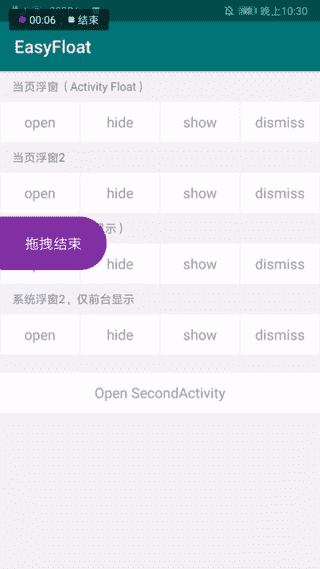 00:06 结束
晚上10:30
EasyFloat
当页浮窗（Activity Float）
open hide show dismiss
当页浮窗2
open hide show dismiss
示）
拖拽结束
hide show dismiss
系统浮窗2，仅前台显示
open hide show dismiss
Open SecondActivity